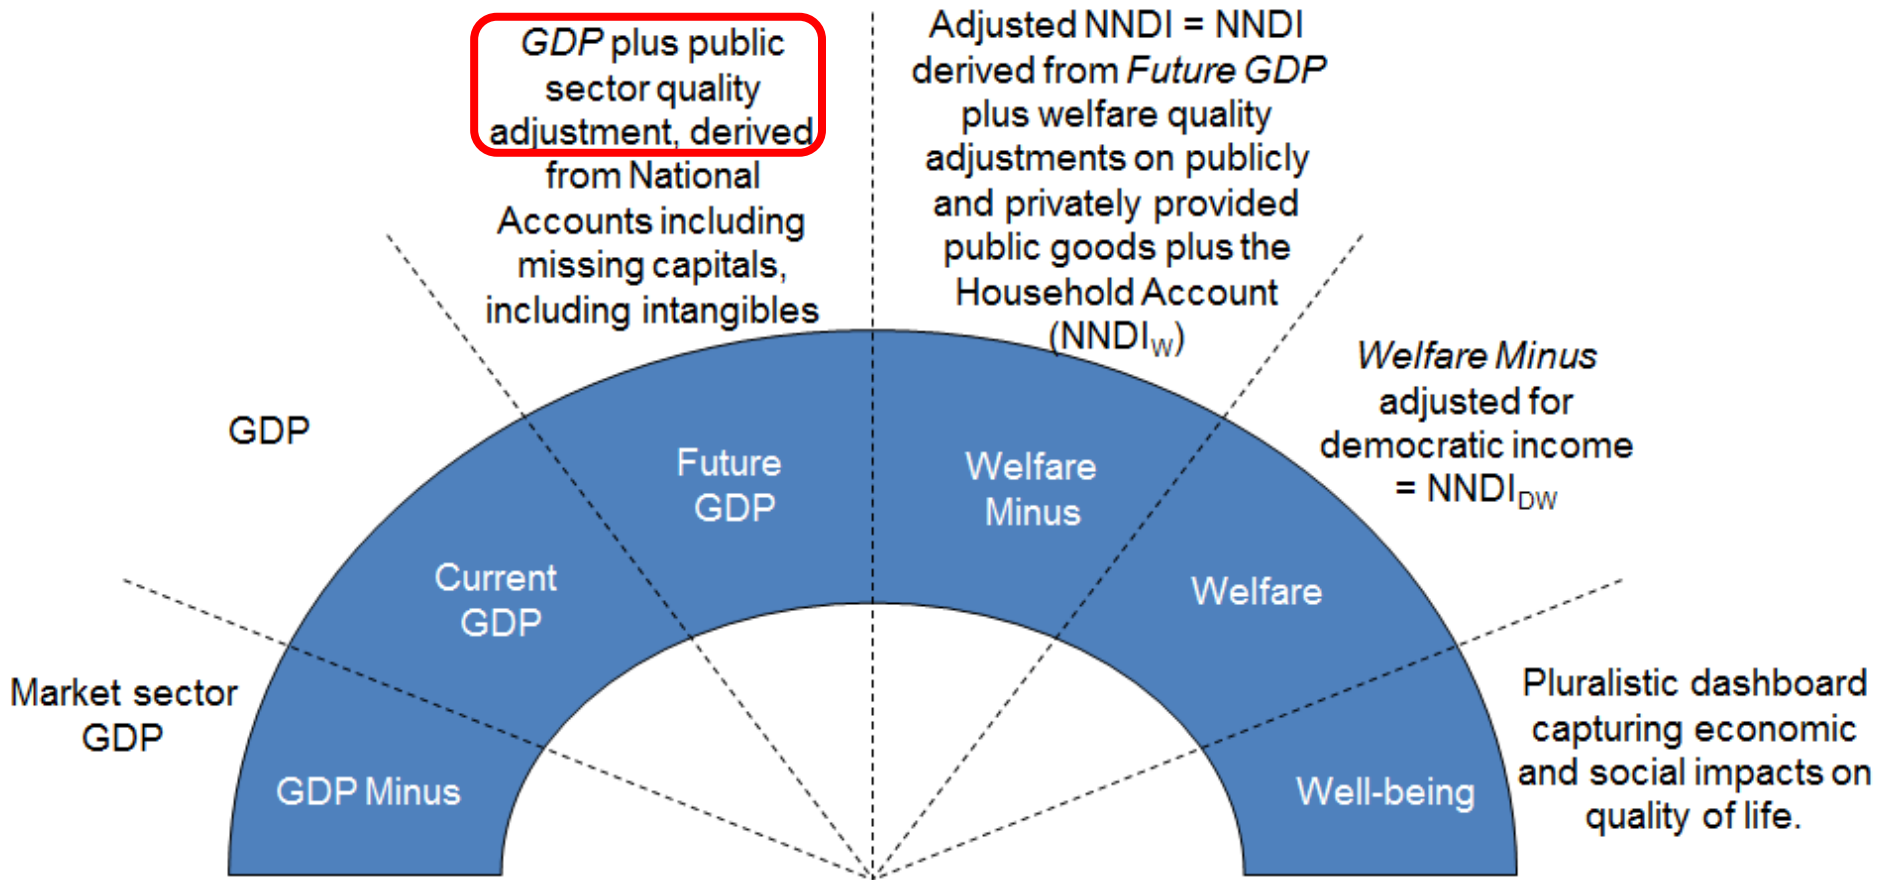 GDP plus public
sector quality
adjustment, derived
from National
Accounts including
missing capitals,
including intangibles
Adjusted NNDI = NNDI
derived from Future GDP
plus welfare quality
adjustments on publicly
and privately provided
public goods plus the
Household Account
(NNDIW)
Welfare Minus
adjusted for
democratic income
= NNDIDW
GDP
Future
GDP
Welfare
Minus
Current
GDP
Welfare
Market sector
GDP
GDP Minus
Well-being
Pluralistic dashboard
capturing economic
and social impacts on
quality of life.